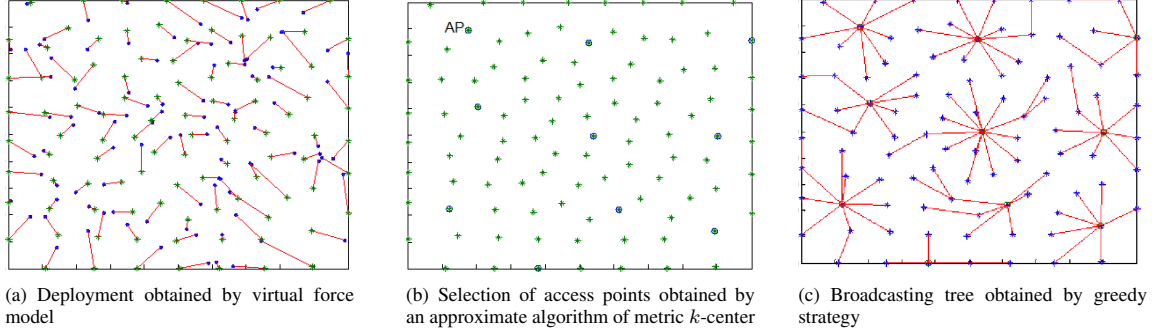 AP
(a) Deployment obtained by virtual force
model
(b) Selection of access points obtained by
an approximate algorithm of metric k-center
(c) Broadcasting tree obtained by greedy
strategy